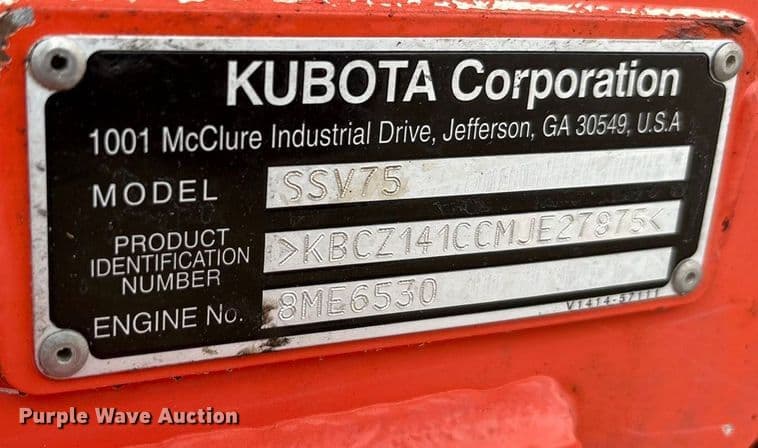 KUBOTA Corporation
1001 McClure Industrial Drive, Jefferson, GA 30549, U.S.A
MODEL SSV75
PRODUCT
IDENTIFICATION
NUMBER
>KBCZ141CCMJE27875<
ENGINE No. 8ME6530
V1414-57111
Purple Wave Auction